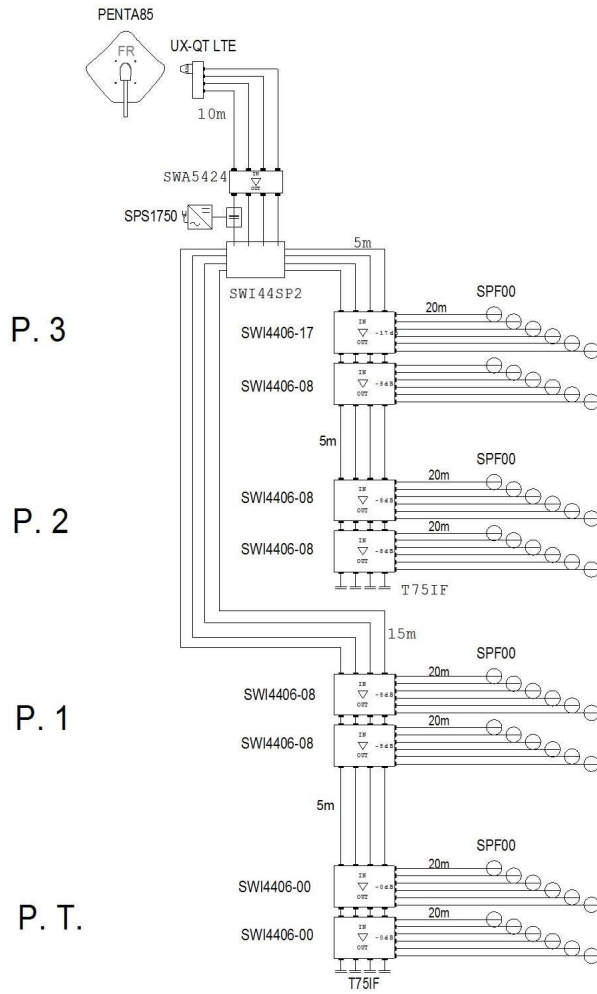 PENTA85
FR
UX-QT LTE
10m
SWA5424
IN
OUT
SPS1750
5m
SWI44SP2
P. 3
SWI4406-17
IN
OUT
-17dB
20m
SPF00
SWI4406-08
IN
OUT
-8dB
5m
P. 2
SWI4406-08
IN
OUT
-8dB
20m
SPF00
SWI4406-08
IN
OUT
-8dB
20m
T75IF
15m
P. 1
SWI4406-08
IN
OUT
-8dB
20m
SPF00
SWI4406-08
IN
OUT
-8dB
20m
5m
P. T.
SWI4406-00
IN
OUT
-0dB
20m
SPF00
SWI4406-00
IN
OUT
-0dB
20m
T75IF